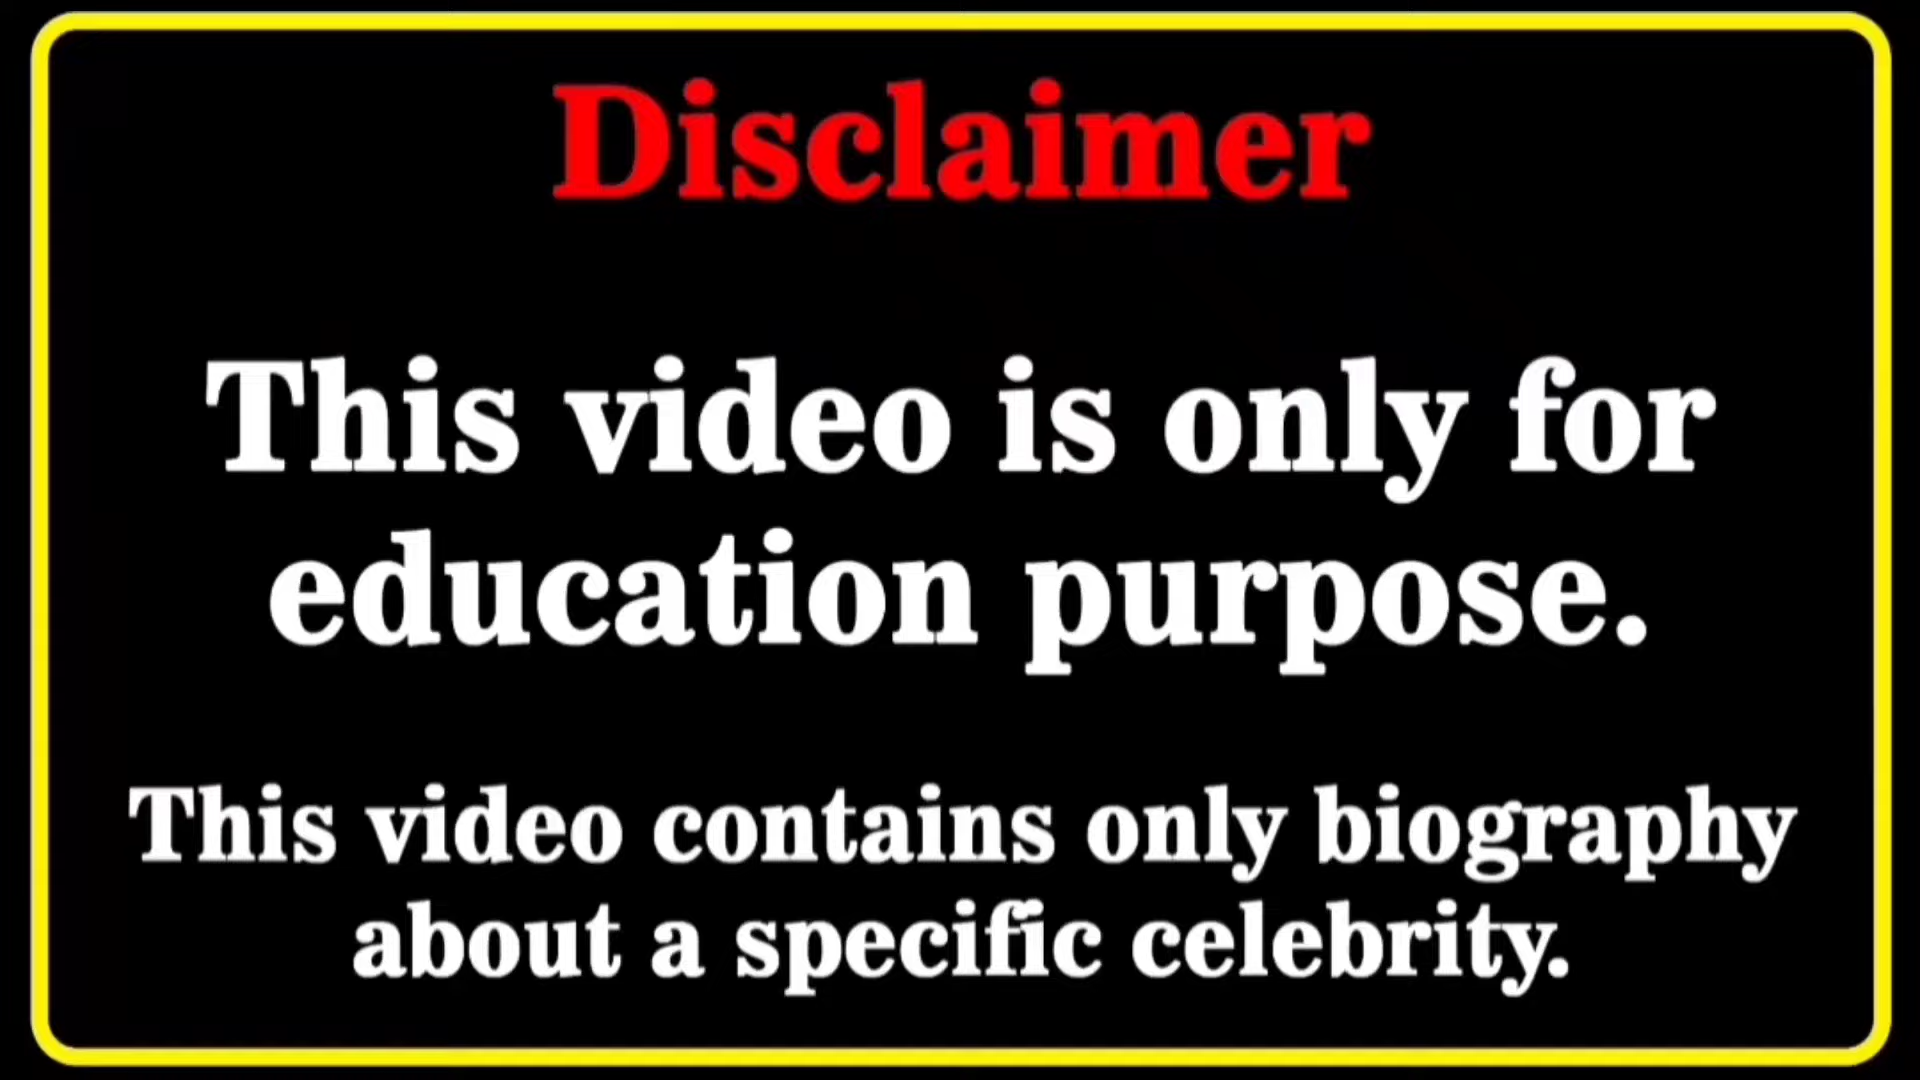 Disclaimer
This video is only for
education purpose.
This video contains only biography
about a specific celebrity.